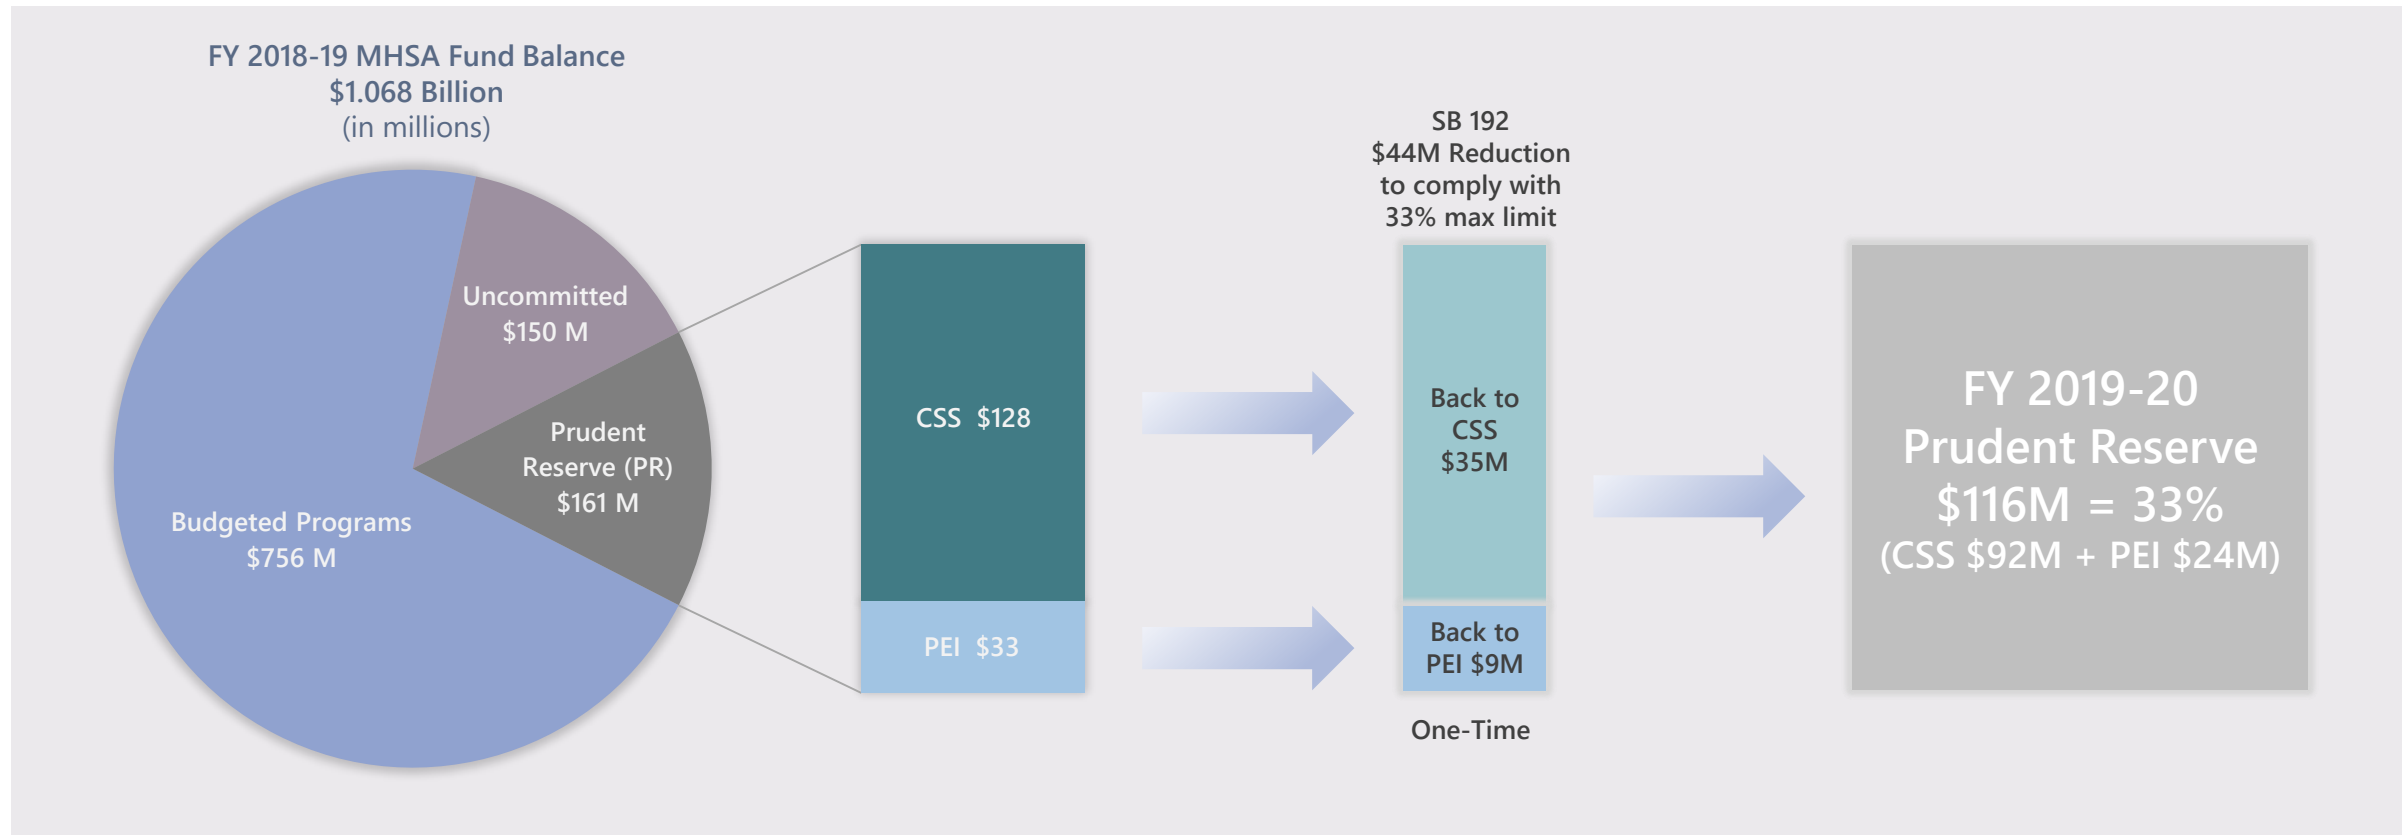 FY 2018-19 MHSA Fund Balance
$1.068 Billion
(in millions)
Uncommitted
$150 M
Prudent
Reserve (PR)
$161 M
Budgeted Programs
$756 M
CSS  $128
PEI  $33
SB 192
$44M Reduction
to comply with
33% max limit
Back to
CSS
$35M
Back to
PEI $9M
One-Time
FY 2019-20
Prudent Reserve
$116M = 33%
(CSS $92M + PEI $24M)